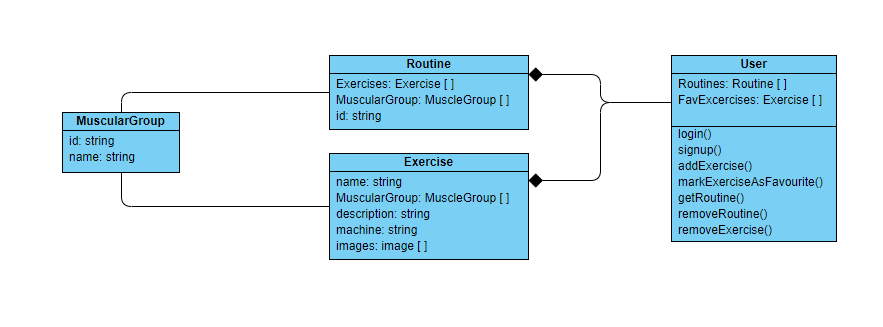 MuscularGroup
id: string
name: string
Routine
Exercises: Exercise [ ]
MuscularGroup: MuscleGroup [ ]
id: string
Exercise
name: string
MuscularGroup: MuscleGroup [ ]
description: string
machine: string
images: image [ ]
User
Routines: Routine [ ]
FavExcercises: Exercise [ ]
login()
signup()
addExercise()
markExerciseAsFavourite()
getRoutine()
removeRoutine()
removeExercise()